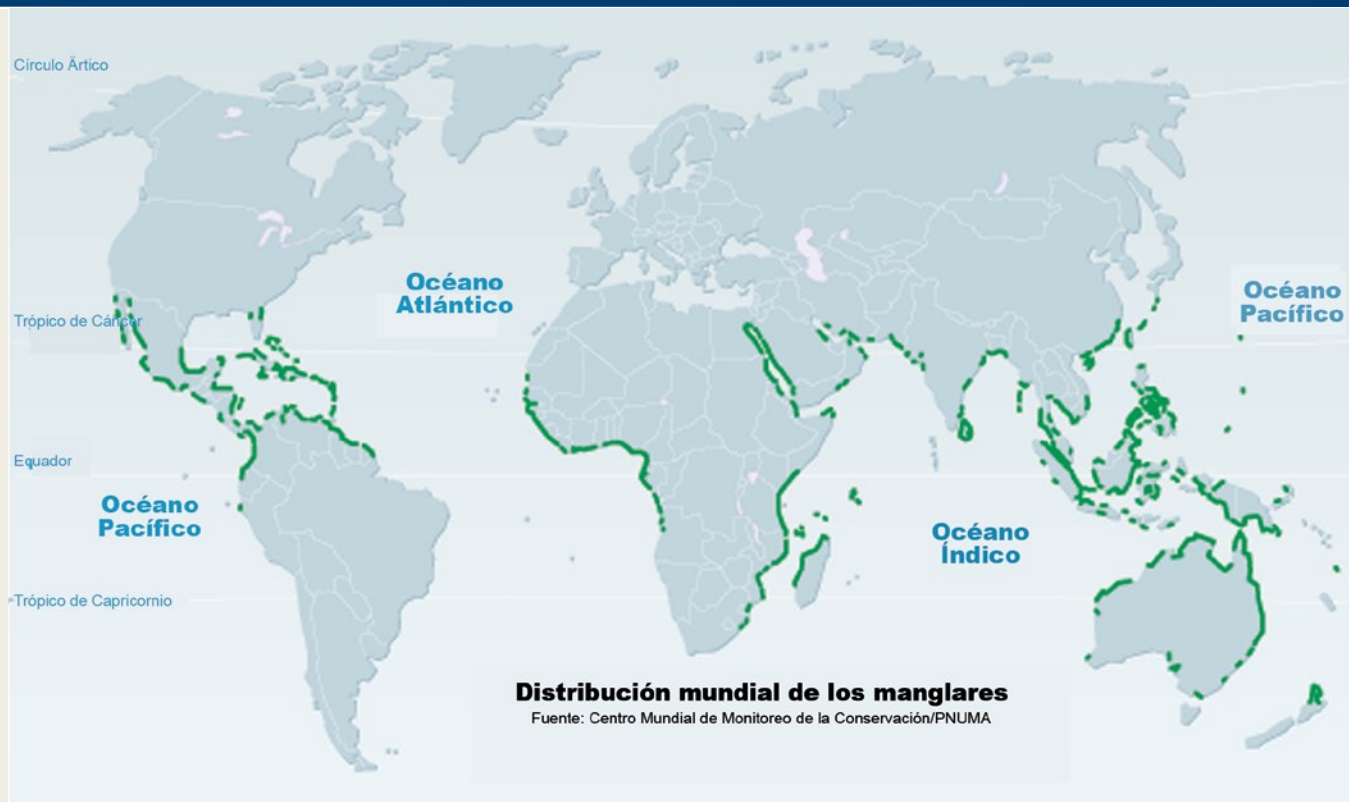 Círculo Ärtico
Océano
Atlántico
Océano
Pacífico
Trópico de Cáncer
Equador
Océano
Pacífico
Océano
Índico
Trópico de Capricornio
Distribución mundial de los manglares
Fuente: Centro Mundial de Monitoreo de la Conservación/PNUMA